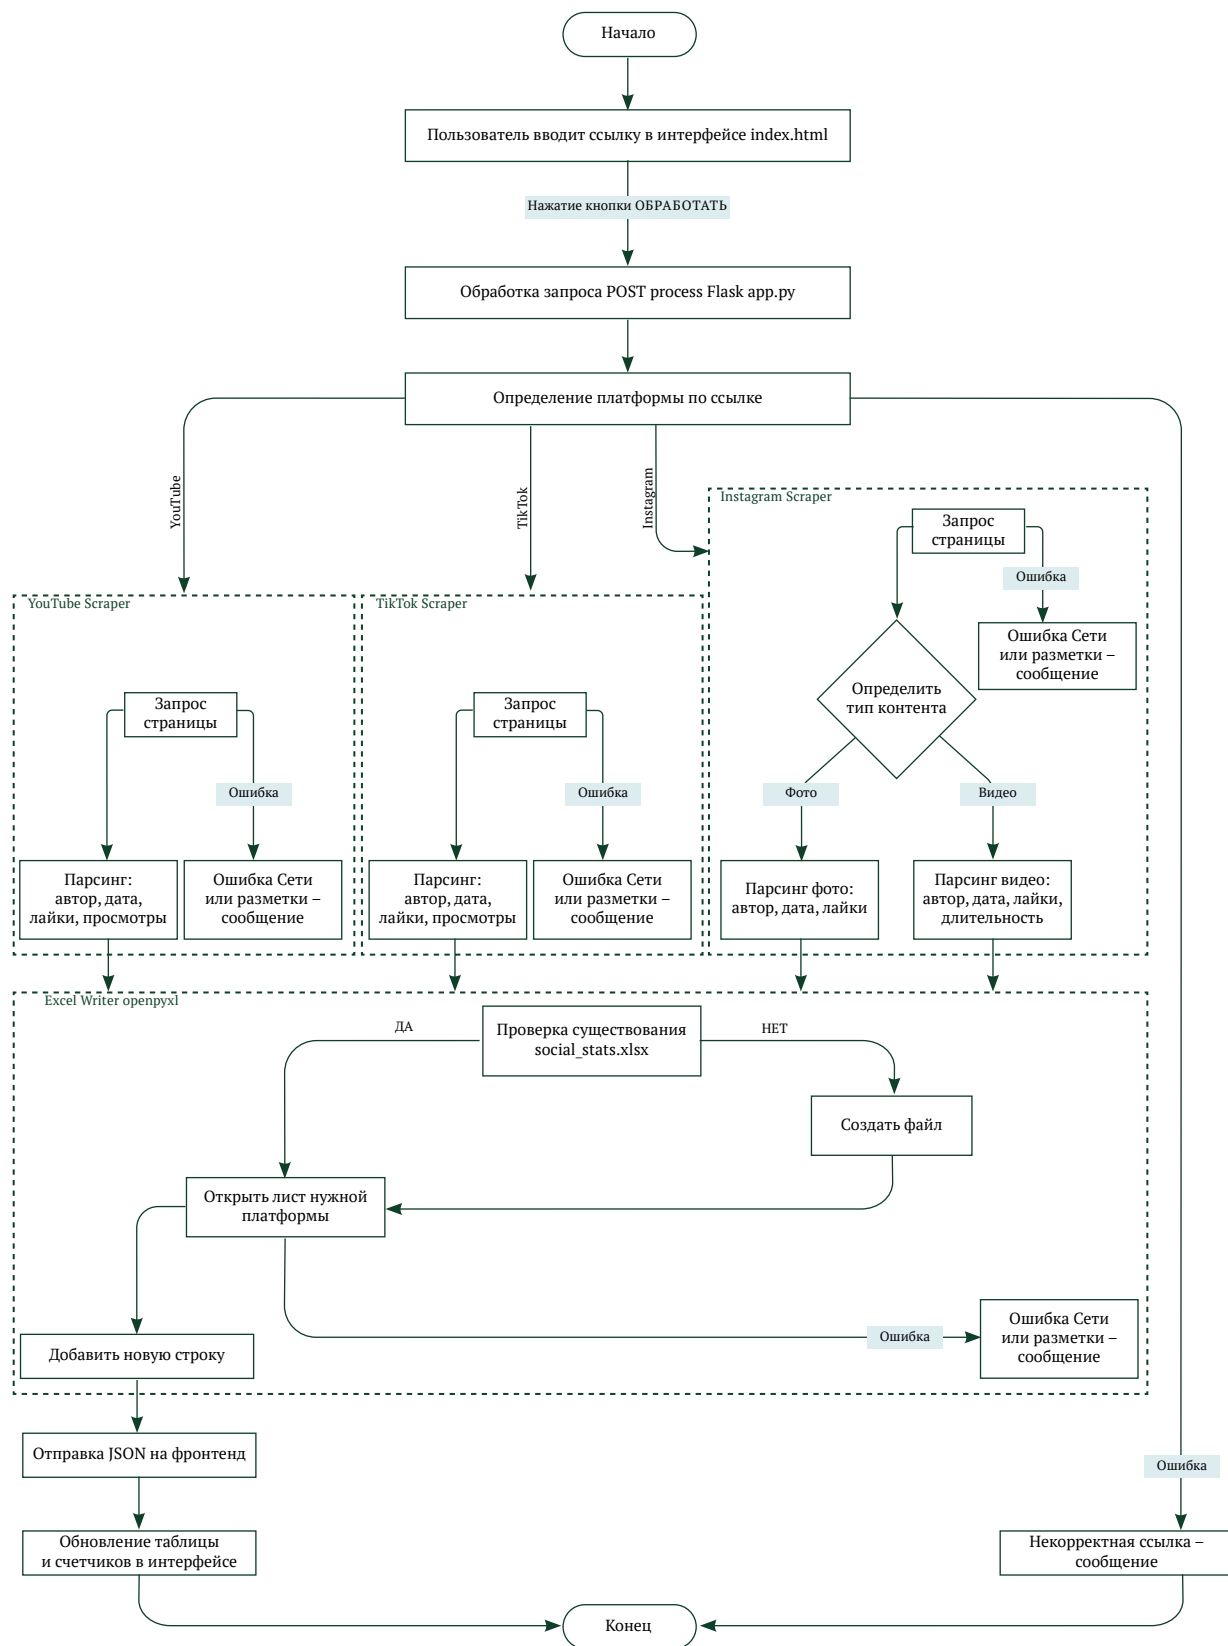 Начало
Пользователь вводит ссылку в интерфейсе index.html
Нажатие кнопки ОБРАБОТАТЬ
Обработка запроса POST process Flask app.py
Определение платформы по ссылке
YouTube
TikTok
Instagram
YouTube Scraper
Запрос
страницы
Ошибка
Парсинг:
автор, дата,
лайки, просмотры
Ошибка Сети
или разметки –
сообщение
TikTok Scraper
Запрос
страницы
Ошибка
Парсинг:
автор, дата,
лайки, просмотры
Ошибка Сети
или разметки –
сообщение
Instagram Scraper
Запрос
страницы
Ошибка
Ошибка Сети
или разметки –
сообщение
Определить
тип контента
Фото
Видео
Парсинг фото:
автор, дата, лайки
Парсинг видео:
автор, дата, лайки,
длительность
Excel Writer openpyxl
Проверка существования
social_stats.xlsx
ДА
НЕТ
Создать файл
Открыть лист нужной
платформы
Ошибка
Ошибка Сети
или разметки –
сообщение
Добавить новую строку
Отправка JSON на фронтенд
Обновление таблицы
и счетчиков в интерфейсе
Ошибка
Некорректная ссылка –
сообщение
Конец